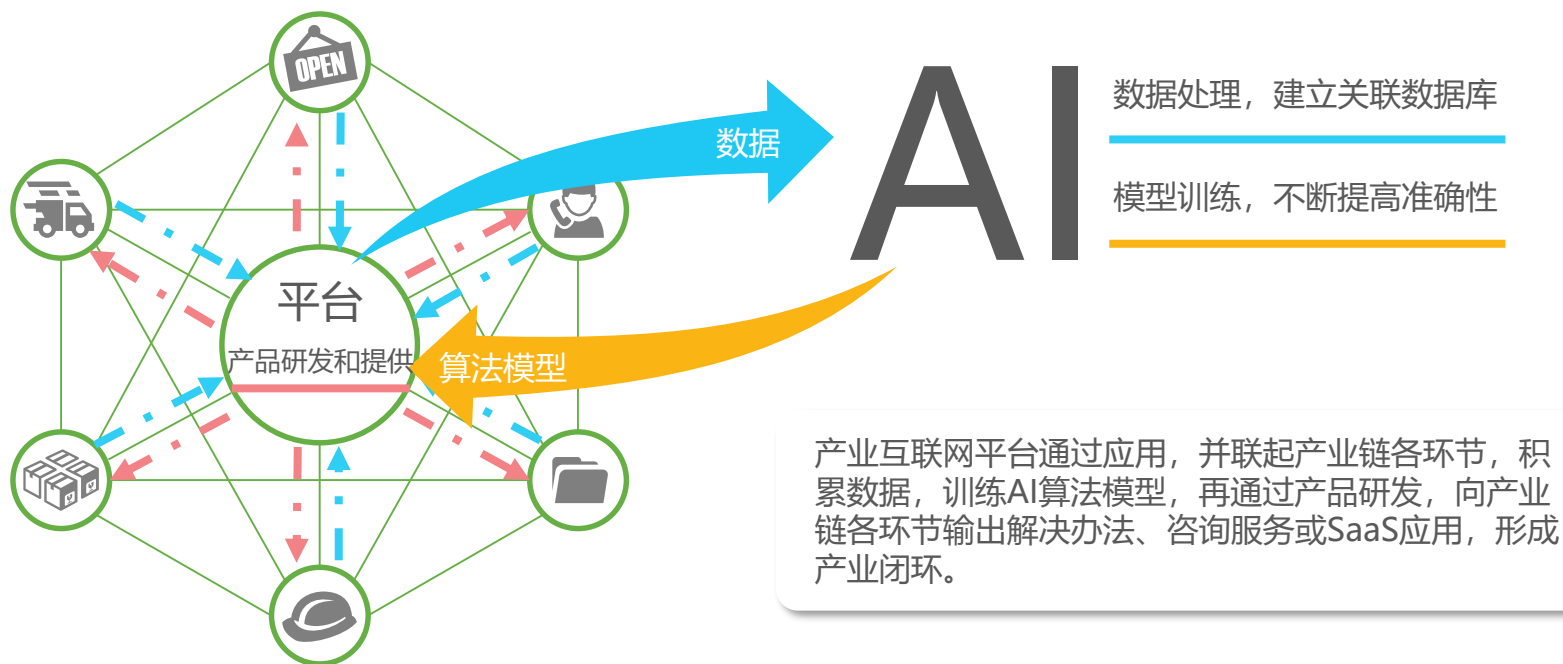 OPEN
数据
AI
数据处理，建立关联数据库
模型训练，不断提高准确性
平台
产品研发和提供
算法模型
产业互联网平台通过应用，并联起产业链各环节，积
累数据，训练AI算法模型，再通过产品研发，向产业
链各环节输出解决办法、咨询服务或SaaS应用，形成
产业闭环。